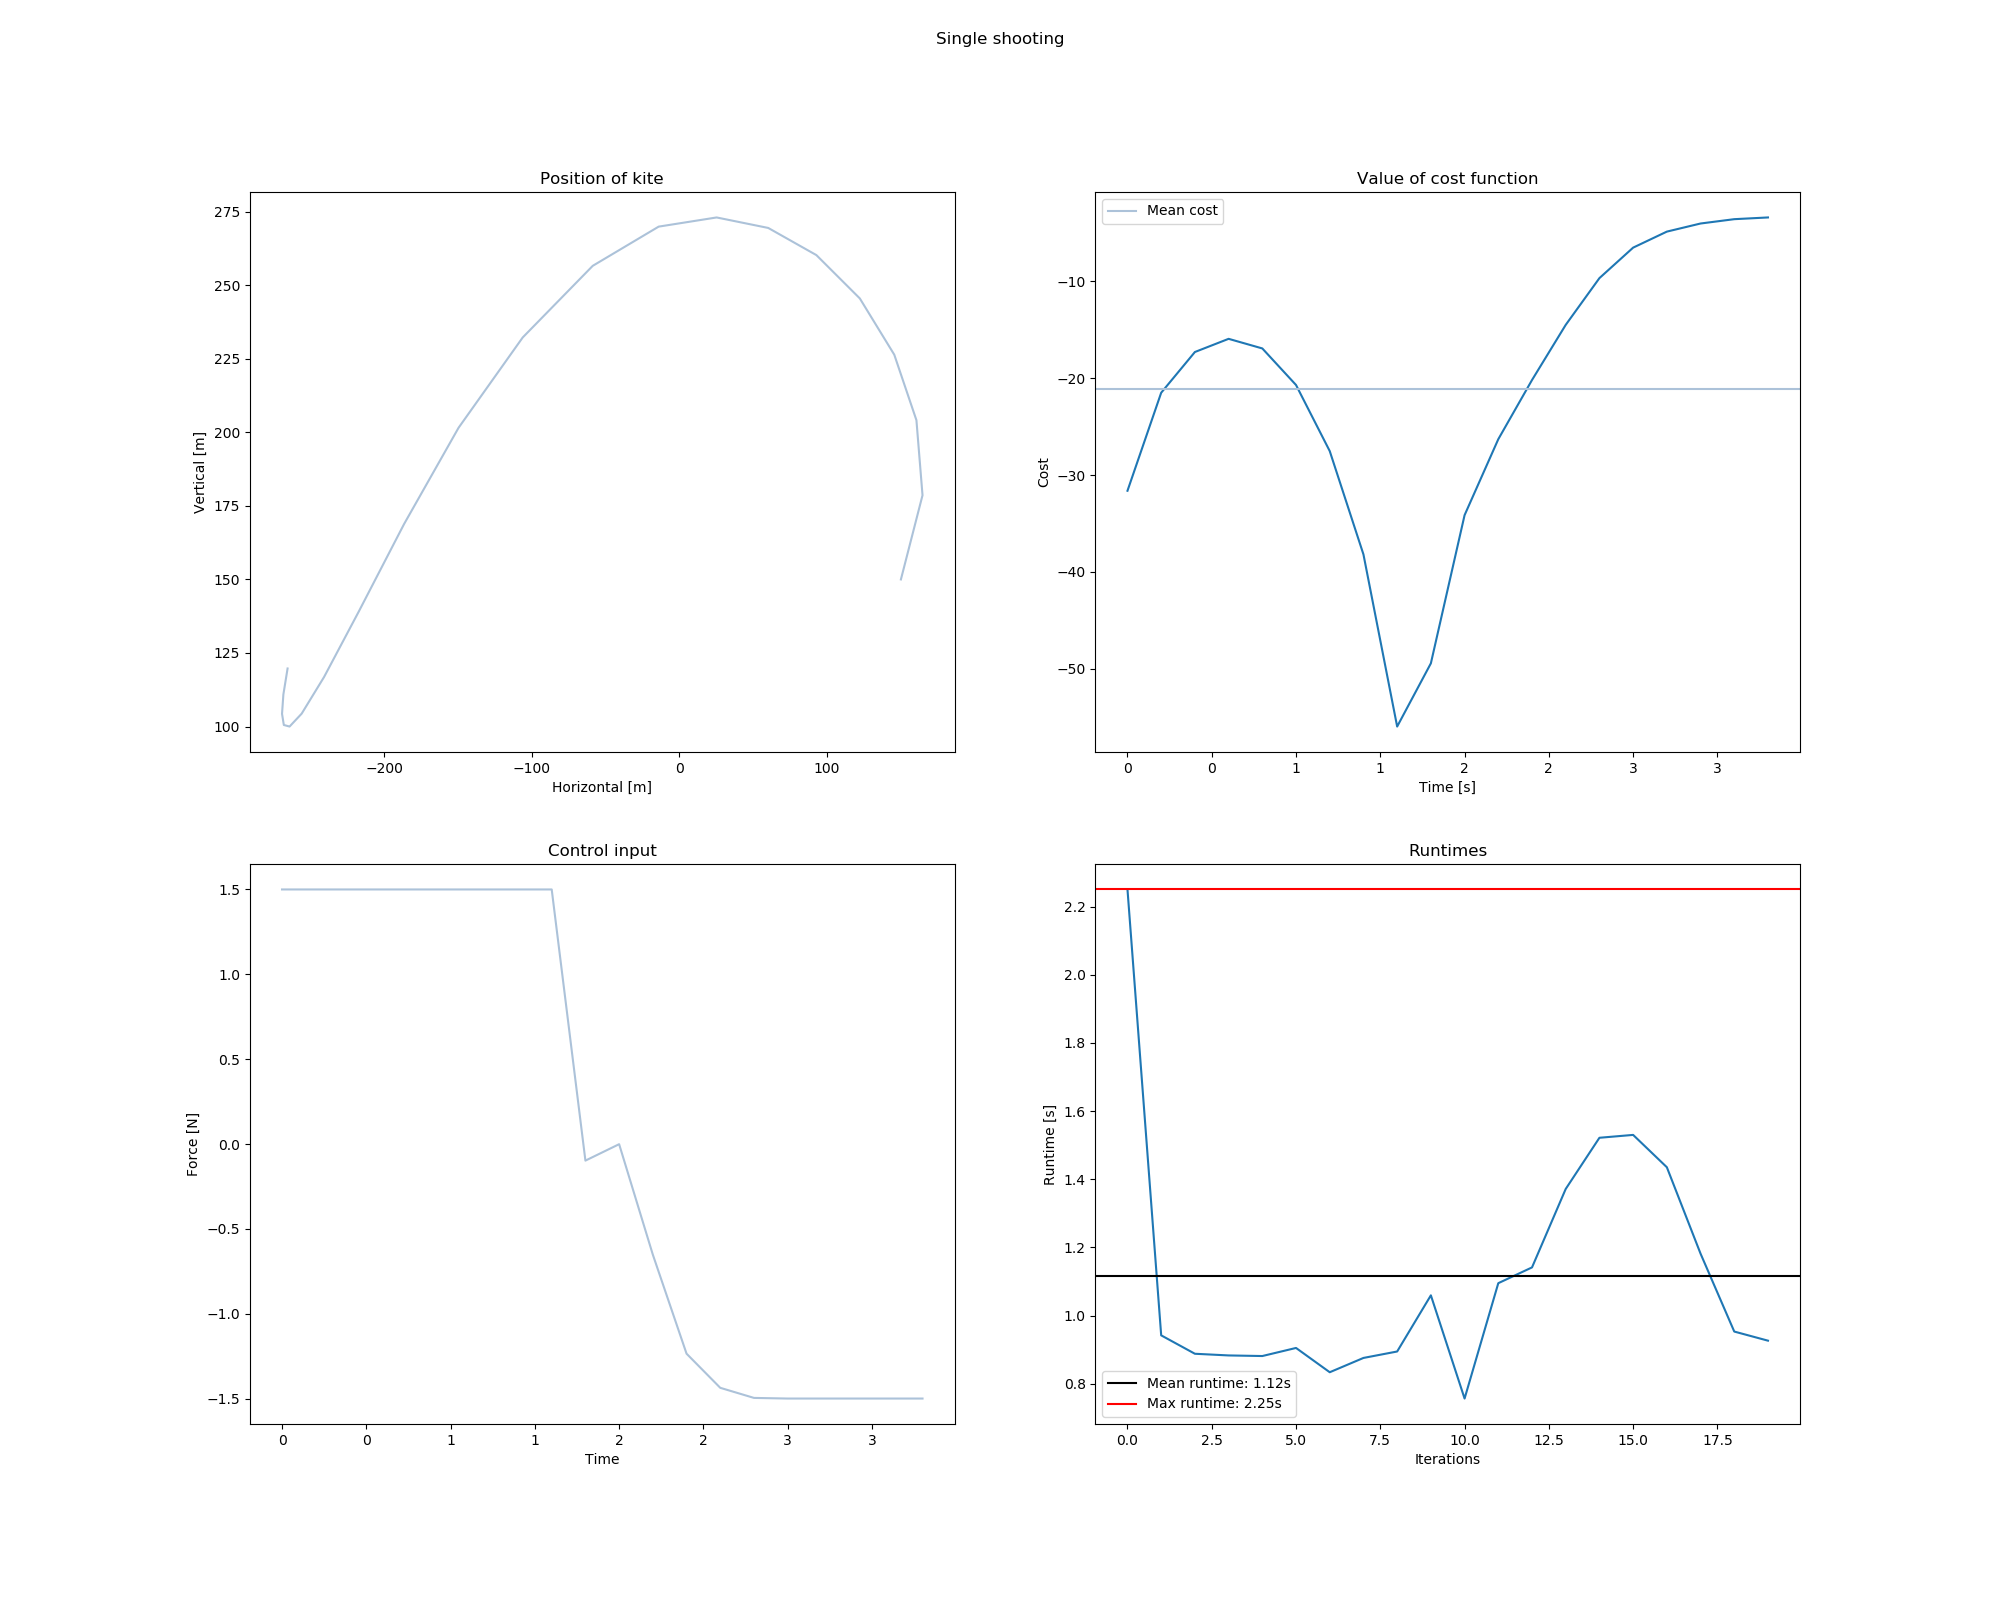 Single shooting
Position of kite
275
250
225
200
175
150
125
100
Vertical [m]
−200 −100 0 100
Horizontal [m]
Value of cost function
Mean cost
−10
−20
−30
−40
−50
Cost
0 0 1 1 2 2 3 3
Time [s]
Control input
1.5
1.0
0.5
0.0
−0.5
−1.0
−1.5
Force [N]
0 0 1 1 2 2 3 3
Time
Runtimes
2.2
2.0
1.8
1.6
1.4
1.2
1.0
0.8
Runtime [s]
Mean runtime: 1.12s
Max runtime: 2.25s
0.0 2.5 5.0 7.5 10.0 12.5 15.0 17.5
Iterations